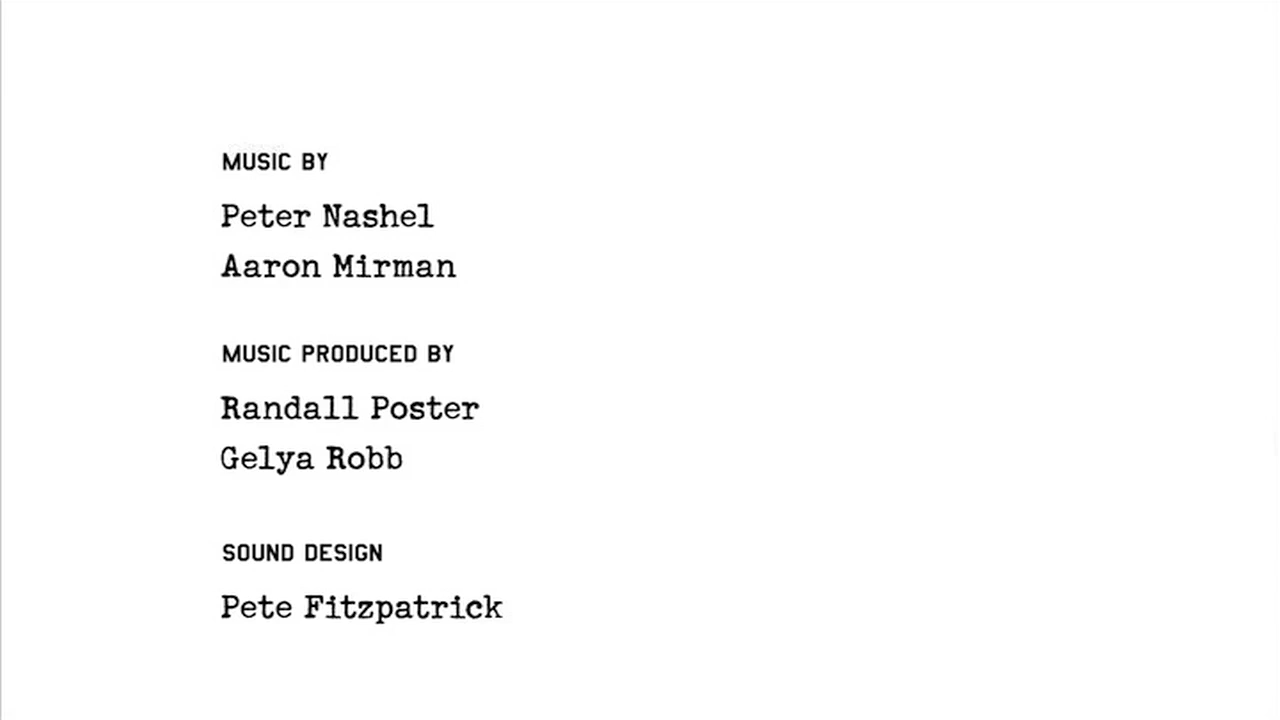 MUSIC BY
Peter Nashel
Aaron Mirman
MUSIC PRODUCED BY
Randall Poster
Gelya Robb
SOUND DESIGN
Pete Fitzpatrick